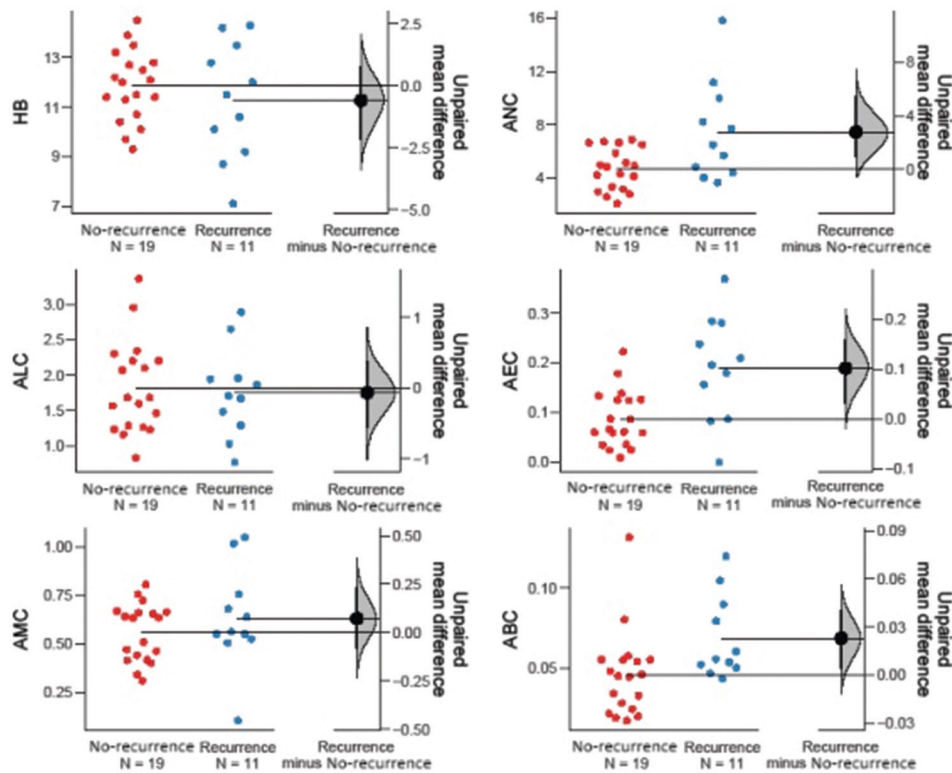 HB
13
11
9
7
2.5
0.0
−2.5
−5.0
Unpaired
mean difference
No-recurrence
N = 19
Recurrence
N = 11
Recurrence
minus No-recurrence
ANC
16
12
8
4
8
4
0
Unpaired
mean difference
No-recurrence
N = 19
Recurrence
N = 11
Recurrence
minus No-recurrence
ALC
3.0
2.5
2.0
1.5
1.0
1
0
−1
Unpaired
mean difference
No-recurrence
N = 19
Recurrence
N = 11
Recurrence
minus No-recurrence
AEC
0.3
0.2
0.1
0.0
0.2
0.1
0.0
−0.1
Unpaired
mean difference
No-recurrence
N = 19
Recurrence
N = 11
Recurrence
minus No-recurrence
AMC
1.00
0.75
0.50
0.25
0.50
0.25
0.00
−0.25
−0.50
Unpaired
mean difference
No-recurrence
N = 19
Recurrence
N = 11
Recurrence
minus No-recurrence
ABC
0.10
0.05
0.09
0.06
0.03
0.00
−0.03
Unpaired
mean difference
No-recurrence
N = 19
Recurrence
N = 11
Recurrence
minus No-recurrence